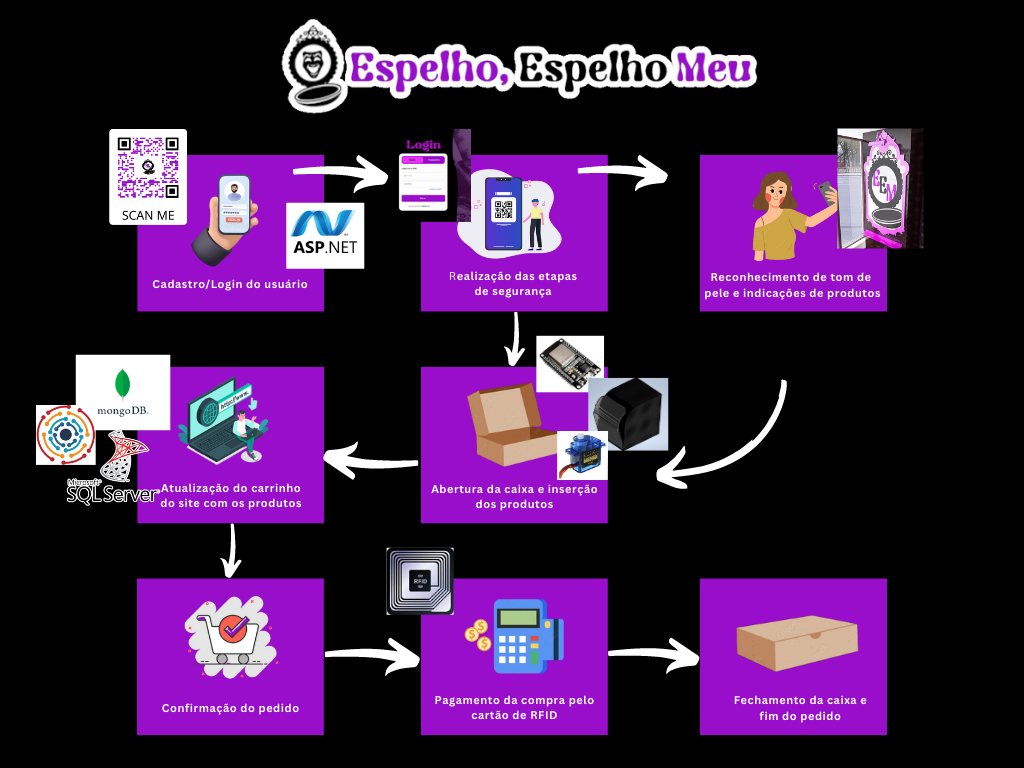 Espelho, Espelho Meu
SCAN ME
ASP.NET
Cadastro/Login do usuário
Login
Realização das etapas
de segurança
EEM
Reconhecimento de tom de
pele e indicações de produtos
mongoDB.
Microsoft
SQL Server
http://www.
Atualização do carrinho
do site com os produtos
Abertura da caixa e inserção
dos produtos
Confirmação do pedido
RFID
Pagamento da compra pelo
cartão de RFID
Fechamento da caixa e
fim do pedido